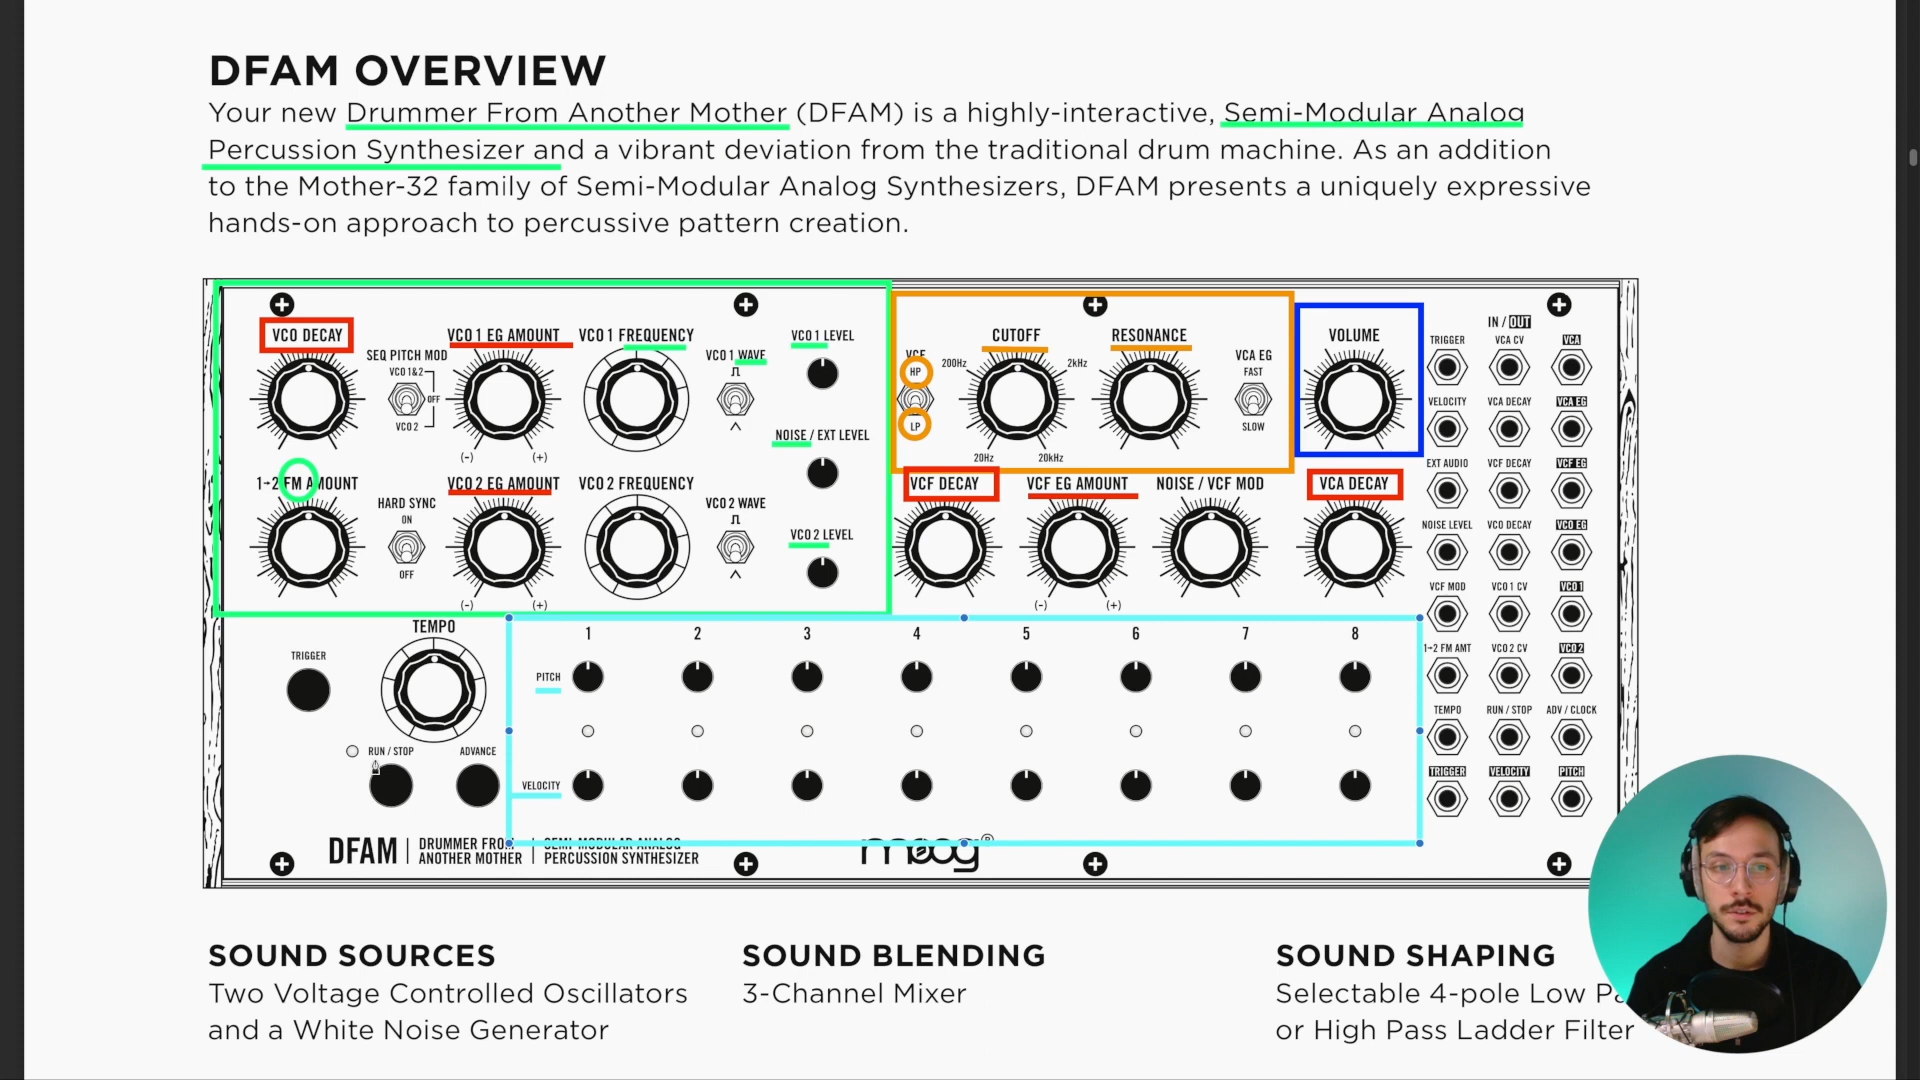 DFAM OVERVIEW
Your new Drummer From Another Mother (DFAM) is a highly-interactive, Semi-Modular Analog
Percussion Synthesizer and a vibrant deviation from the traditional drum machine. As an addition
to the Mother-32 family of Semi-Modular Analog Synthesizers, DFAM presents a uniquely expressive
hands-on approach to percussive pattern creation.
IN / OUT
VCO DECAY
VCO 1 EG AMOUNT
VCO 1 FREQUENCY
VCO 1 LEVEL
CUTOFF
RESONANCE
VOLUME
TRIGGER
VCA CV
VCA
SEQ PITCH MOD
VCO 1&2
OFF
VCO 2
VCO 1 WAVE
VCF
HP
LP
200Hz
2kHz
20Hz
20kHz
VCA EG
FAST
SLOW
VELOCITY
VCA DECAY
VCA EG
(-) (+)
NOISE / EXT LEVEL
EXT AUDIO
VCF DECAY
VCF EG
1→2 FM AMOUNT
VCO 2 EG AMOUNT
VCO 2 FREQUENCY
VCF DECAY
VCF EG AMOUNT
NOISE / VCF MOD
VCA DECAY
HARD SYNC
ON
OFF
VCO 2 WAVE
VCO 2 LEVEL
NOISE LEVEL
VCO DECAY
VCO EG
(-) (+)
(-) (+)
VCF MOD
VCO 1 CV
VCO 1
TEMPO
1 2 3 4 5 6 7 8
TRIGGER
1→2 FM AMT
VCO 2 CV
VCO 2
PITCH
TEMPO
RUN / STOP
ADV / CLOCK
RUN / STOP
ADVANCE
VELOCITY
TRIGGER
VELOCITY
PITCH
DFAM
DRUMMER FROM
ANOTHER MOTHER
SEMI-MODULAR ANALOG
PERCUSSION SYNTHESIZER
moog®
SOUND SOURCES
Two Voltage Controlled Oscillators
and a White Noise Generator
SOUND BLENDING
3-Channel Mixer
SOUND SHAPING
Selectable 4-pole Low
or High Pass Ladder Filter